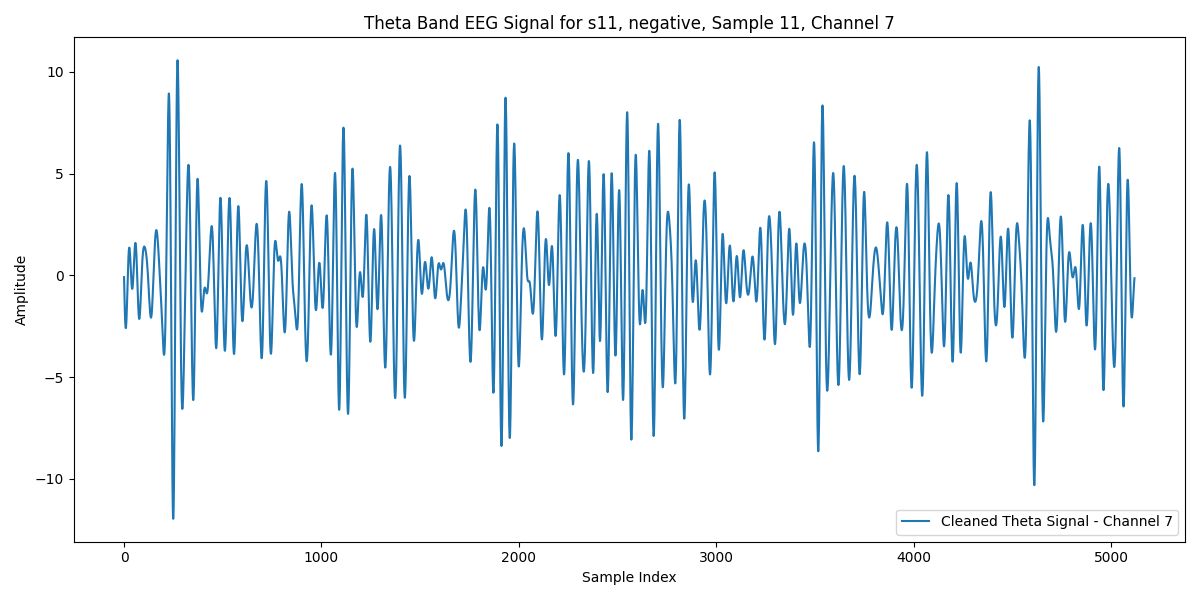 Theta Band EEG Signal for s11, negative, Sample 11, Channel 7
Amplitude
10
5
0
−5
−10
0 1000 2000 3000 4000 5000
Sample Index
Cleaned Theta Signal - Channel 7